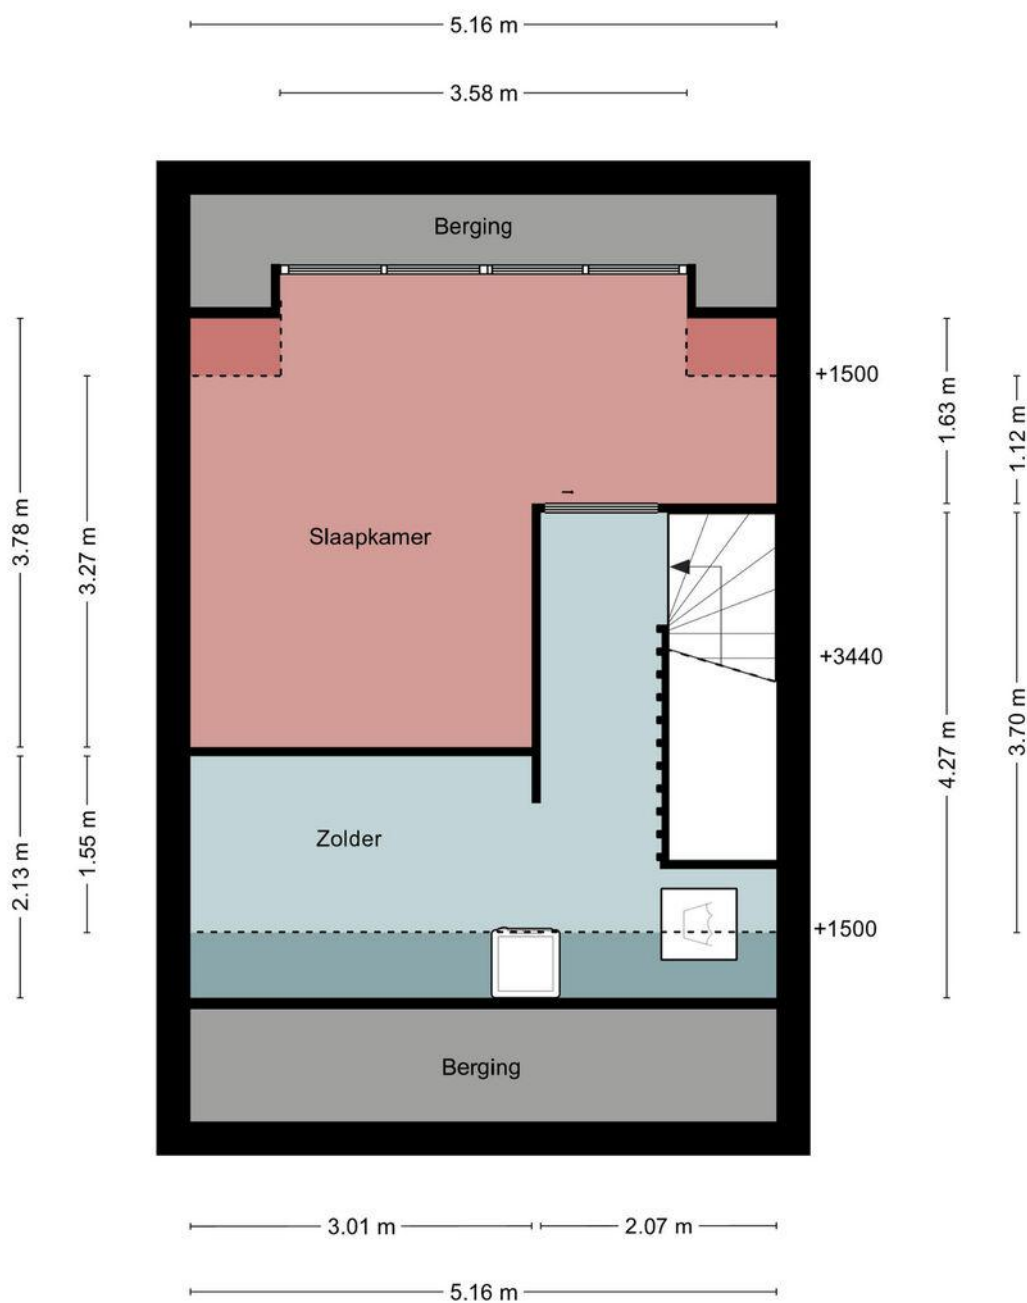 5.16 m
3.58 m
Berging
+1500
1.63 m
1.12 m
3.78 m
3.27 m
Slaapkamer
+3440
4.27 m
3.70 m
Zolder
2.13 m
1.55 m
+1500
Berging
3.01 m
2.07 m
5.16 m